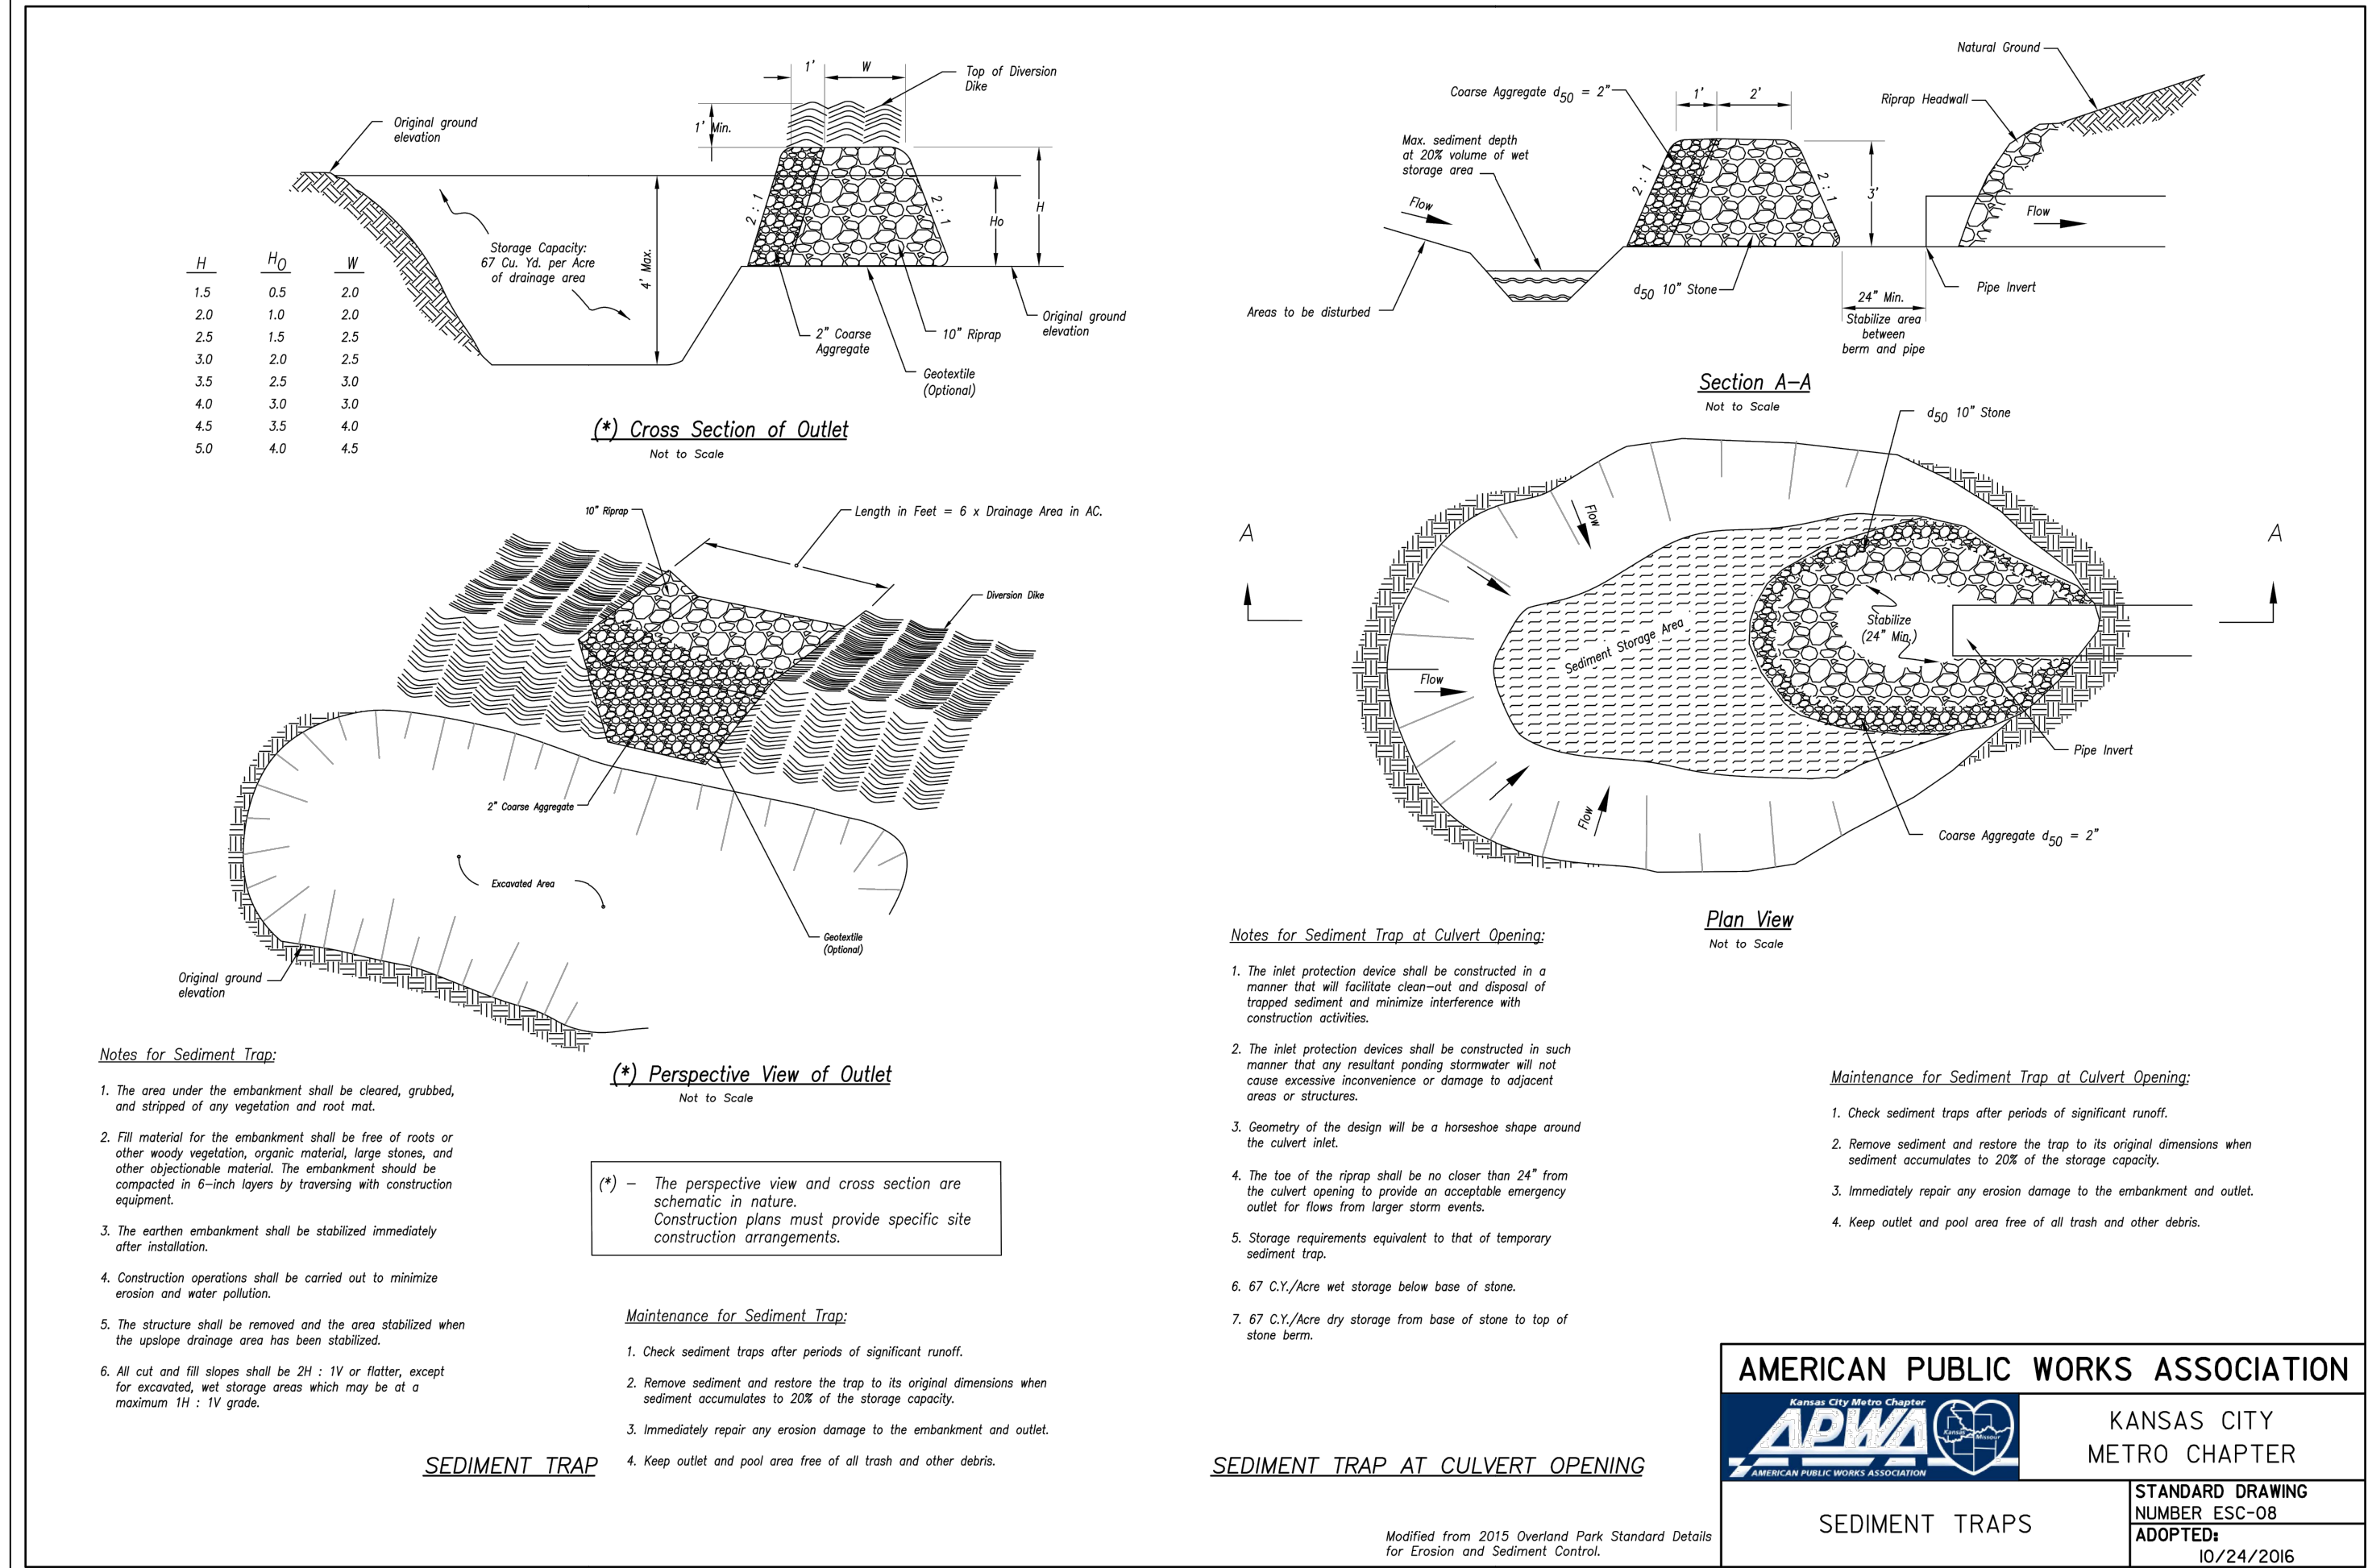 1'
W
Top of Diversion
Dike
1' Min.
Original ground
elevation
2 : 1
2 : 1
Ho
H
4' Max.
Storage Capacity:
67 Cu. Yd. per Acre
of drainage area
2" Coarse
Aggregate
10" Riprap
Original ground
elevation
Geotextile
(Optional)
H HO W
1.5 0.5 2.0
2.0 1.0 2.0
2.5 1.5 2.5
3.0 2.0 2.5
3.5 2.5 3.0
4.0 3.0 3.0
4.5 3.5 4.0
5.0 4.0 4.5
(*) Cross Section of Outlet
Not to Scale
10" Riprap
Length in Feet = 6 x Drainage Area in AC.
Diversion Dike
2" Coarse Aggregate
Excavated Area
Geotextile
(Optional)
Original ground
elevation
(*) Perspective View of Outlet
Not to Scale
Notes for Sediment Trap:
1. The area under the embankment shall be cleared, grubbed,
and stripped of any vegetation and root mat.
2. Fill material for the embankment shall be free of roots or
other woody vegetation, organic material, large stones, and
other objectionable material. The embankment should be
compacted in 6-inch layers by traversing with construction
equipment.
3. The earthen embankment shall be stabilized immediately
after installation.
4. Construction operations shall be carried out to minimize
erosion and water pollution.
5. The structure shall be removed and the area stabilized when
the upslope drainage area has been stabilized.
6. All cut and fill slopes shall be 2H : 1V or flatter, except
for excavated, wet storage areas which may be at a
maximum 1H : 1V grade.
(*) - The perspective view and cross section are
schematic in nature.
Construction plans must provide specific site
construction arrangements.
Maintenance for Sediment Trap:
1. Check sediment traps after periods of significant runoff.
2. Remove sediment and restore the trap to its original dimensions when
sediment accumulates to 20% of the storage capacity.
3. Immediately repair any erosion damage to the embankment and outlet.
4. Keep outlet and pool area free of all trash and other debris.
SEDIMENT TRAP
Natural Ground
Coarse Aggregate d50 = 2"
1'
2'
Riprap Headwall
Max. sediment depth
at 20% volume of wet
storage area
2 : 1
2 : 1
3'
Flow
Flow
d50 10" Stone
24" Min.
Stabilize area
between
berm and pipe
Pipe Invert
Areas to be disturbed
Section A-A
Not to Scale
d50 10" Stone
A
A
Flow
Stabilize
(24" Min.)
Sediment Storage Area
Flow
Pipe Invert
Flow
Coarse Aggregate d50 = 2"
Plan View
Not to Scale
Notes for Sediment Trap at Culvert Opening:
1. The inlet protection device shall be constructed in a
manner that will facilitate clean-out and disposal of
trapped sediment and minimize interference with
construction activities.
2. The inlet protection devices shall be constructed in such
manner that any resultant ponding stormwater will not
cause excessive inconvenience or damage to adjacent
areas or structures.
3. Geometry of the design will be a horseshoe shape around
the culvert inlet.
4. The toe of the riprap shall be no closer than 24" from
the culvert opening to provide an acceptable emergency
outlet for flows from larger storm events.
5. Storage requirements equivalent to that of temporary
sediment trap.
6. 67 C.Y./Acre wet storage below base of stone.
7. 67 C.Y./Acre dry storage from base of stone to top of
stone berm.
Maintenance for Sediment Trap at Culvert Opening:
1. Check sediment traps after periods of significant runoff.
2. Remove sediment and restore the trap to its original dimensions when
sediment accumulates to 20% of the storage capacity.
3. Immediately repair any erosion damage to the embankment and outlet.
4. Keep outlet and pool area free of all trash and other debris.
SEDIMENT TRAP AT CULVERT OPENING
Modified from 2015 Overland Park Standard Details
for Erosion and Sediment Control.
AMERICAN PUBLIC WORKS ASSOCIATION
Kansas City Metro Chapter
APWA
Kansas
Missouri
AMERICAN PUBLIC WORKS ASSOCIATION
KANSAS CITY
METRO CHAPTER
SEDIMENT TRAPS
STANDARD DRAWING
NUMBER ESC-08
ADOPTED:
10/24/2016